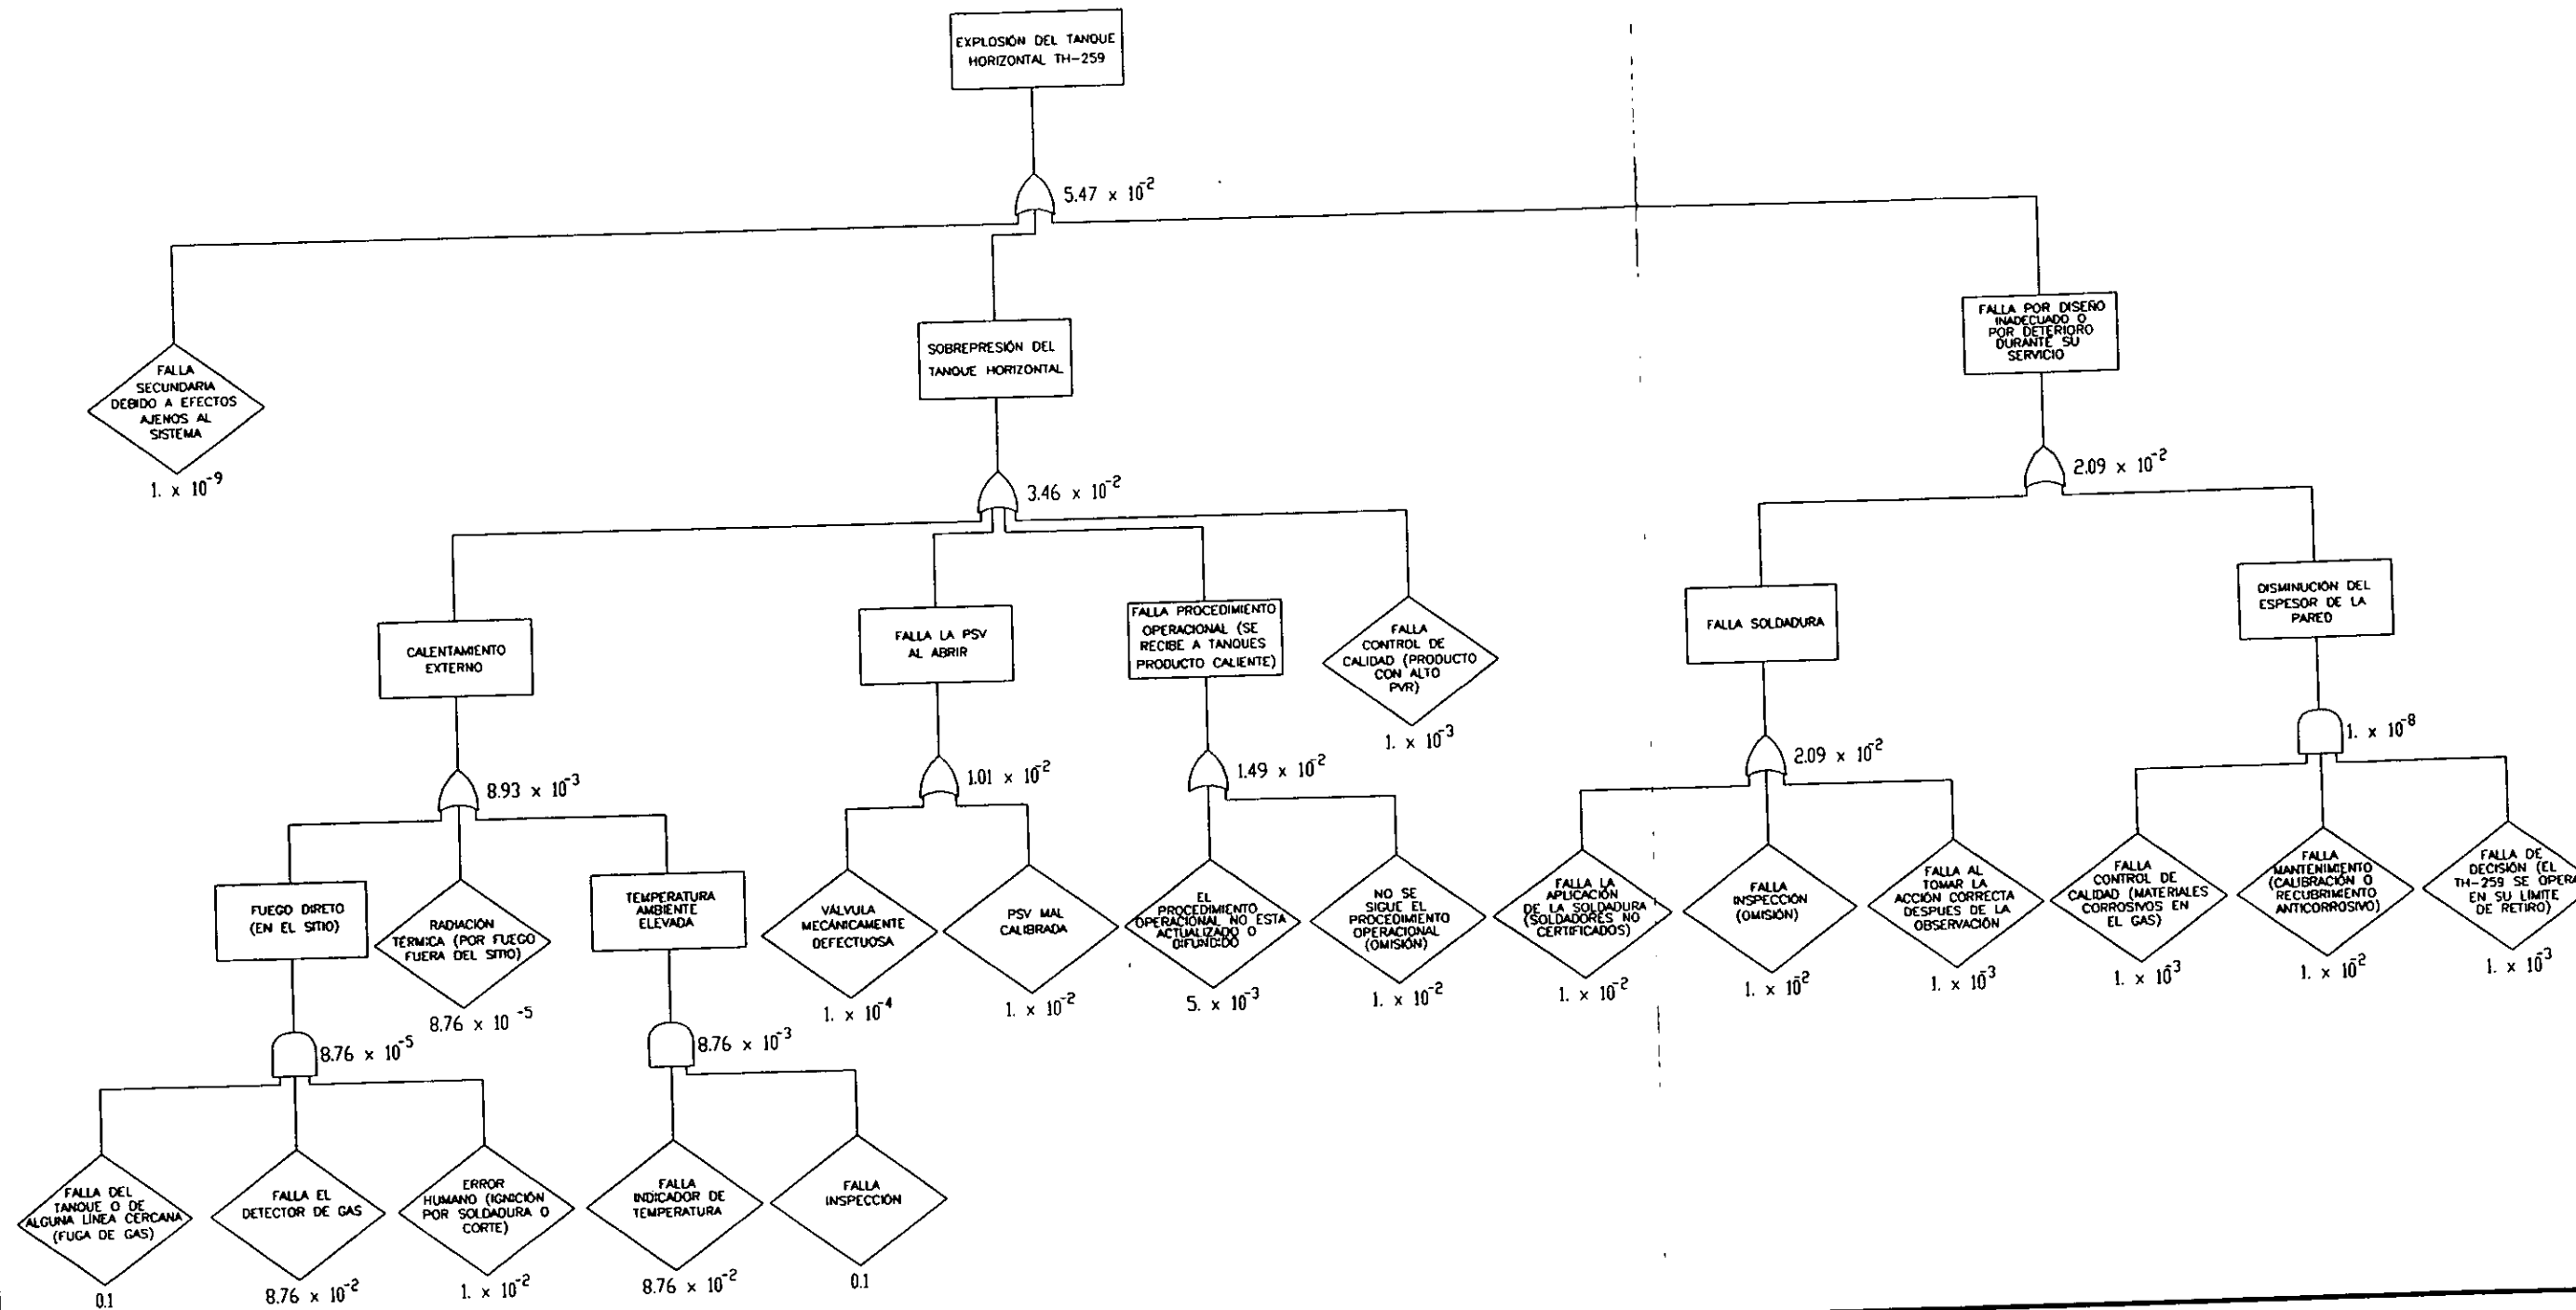 EXPLOSIÓN DEL TANQUE
HORIZONTAL TH-259
5.47 x 10^-2
FALLA
SECUNDARIA
DEBIDO A EFECTOS
AJENOS AL
SISTEMA
1. x 10^-9
SOBREPRESIÓN DEL
TANQUE HORIZONTAL
3.46 x 10^-2
FALLA POR DISEÑO
INADECUADO O
POR DETERIORO
DURANTE SU
SERVICIO
2.09 x 10^-2
CALENTAMIENTO
EXTERNO
8.93 x 10^-3
FALLA LA PSV
AL ABRIR
1.01 x 10^-2
FALLA PROCEDIMIENTO
OPERACIONAL (SE
RECIBE A TANQUES
PRODUCTO CALIENTE)
1.49 x 10^-2
FALLA
CONTROL DE
CALIDAD (PRODUCTO
CON ALTO
PVR)
1. x 10^-3
FALLA SOLDADURA
2.09 x 10^-2
DISMINUCIÓN DEL
ESPESOR DE LA
PARED
1. x 10^-8
FUEGO DIRETO
(EN EL SITIO)
8.76 x 10^-5
RADIACIÓN
TÉRMICA (POR FUEGO
FUERA DEL SITIO)
8.76 x 10^-5
TEMPERATURA
AMBIENTE
ELEVADA
8.76 x 10^-3
VÁLVULA
MECÁNICAMENTE
DEFECTUOSA
1. x 10^-4
PSV MAL
CALIBRADA
1. x 10^-2
EL
PROCEDIMIENTO
OPERACIONAL NO ESTA
ACTUALIZADO O
DIFUNDIDO
5. x 10^-3
NO SE
SIGUE EL
PROCEDIMIENTO
OPERACIONAL
(OMISIÓN)
1. x 10^-2
FALLA LA
APLICACIÓN
DE LA SOLDADURA
(SOLDADORES NO
CERTIFICADOS)
1. x 10^-2
FALLA
INSPECCIÓN
(OMISIÓN)
1. x 10^-2
FALLA AL
TOMAR LA
ACCIÓN CORRECTA
DESPUES DE LA
OBSERVACIÓN
1. x 10^-3
FALLA
CONTROL DE
CALIDAD (MATERIALES
CORROSIVOS EN
EL GAS)
1. x 10^-3
FALLA
MANTENIMIENTO
(CALIBRACIÓN O
RECUBRIMIENTO
ANTICORROSIVO)
1. x 10^-2
FALLA DE
DECISIÓN (EL
TH-259 SE OPERA
EN SU LÍMITE
DE RETIRO)
1. x 10^-3
FALLA DEL
TANQUE O DE
ALGUNA LÍNEA CERCANA
(FUGA DE GAS)
0.1
FALLA EL
DETECTOR DE GAS
8.76 x 10^-2
ERROR
HUMANO (IGNICIÓN
POR SOLDADURA O
CORTE)
1. x 10^-2
FALLA
INDICADOR DE
TEMPERATURA
8.76 x 10^-2
FALLA
INSPECCIÓN
0.1